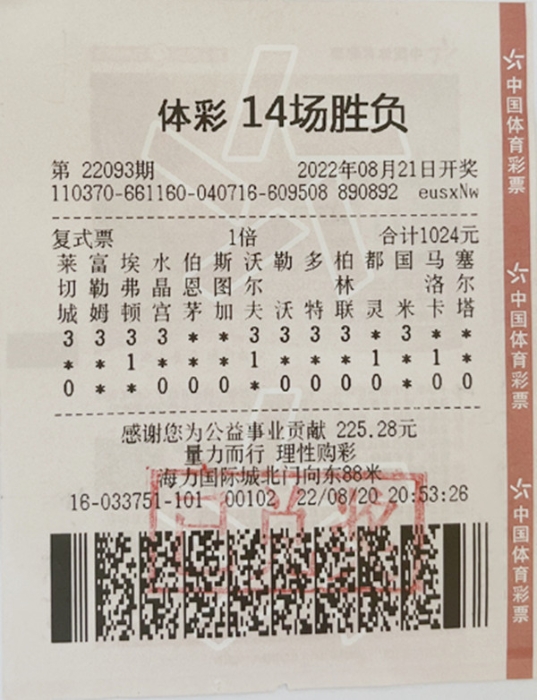 体彩 14场胜负
第 22093期 2022年08月21日开奖
110370-661160-040716-609508 890892 eusxNw
复式票 1倍 合计1024元
莱 富 埃 水 伯 斯 沃 勒 多 柏 都 国 马 塞
切 勒 弗 晶 恩 图 尔 林 洛 尔
城 姆 顿 宫 茅 加 夫 沃 特 联 灵 米 卡 塔
3 3 3 3 * * 3 3 3 3 * 3 * *
* * 1 * * * 1 * * * 1 * 1 *
0 * * 0 0 0 * 0 0 0 0 * 0 0
感谢您为公益事业贡献 225.28元
量力而行 理性购彩
海力国际城北门向东88米
16-033751-101 00102 22/08/20 20:53:26
中国体育彩票
中国体育彩票
中国体育彩票